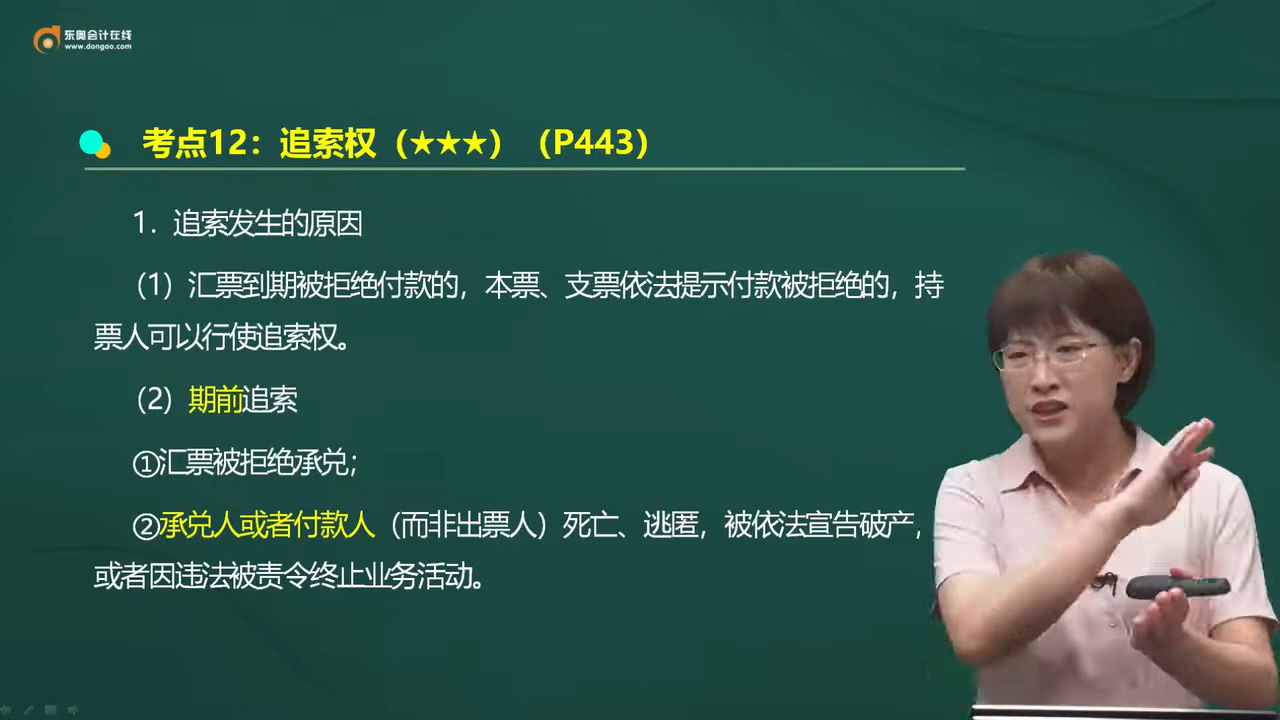 东奥会计在线
www.dongao.com
考点12：追索权（★★★）（P443）
1．追索发生的原因
（1）汇票到期被拒绝付款的，本票、支票依法提示付款被拒绝的，持
票人可以行使追索权。
（2）期前追索
①汇票被拒绝承兑；
②承兑人或者付款人（而非出票人）死亡、逃匿，被依法宣告破产，
或者因违法被责令终止业务活动。